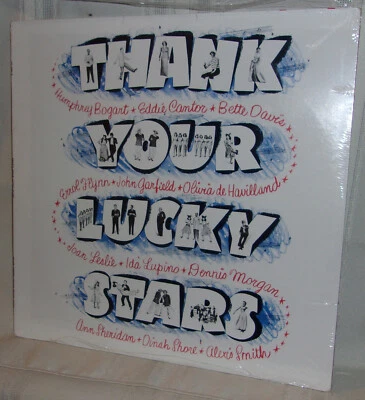 THANK
Humphrey Bogart • Eddie Cantor • Bette Davis
YOUR
Errol Flynn • John Garfield • Olivia de Havilland
LUCKY
Joan Leslie • Ida Lupino • Dennis Morgan
STARS
Ann Sheridan • Dinah Shore • Alexis Smith